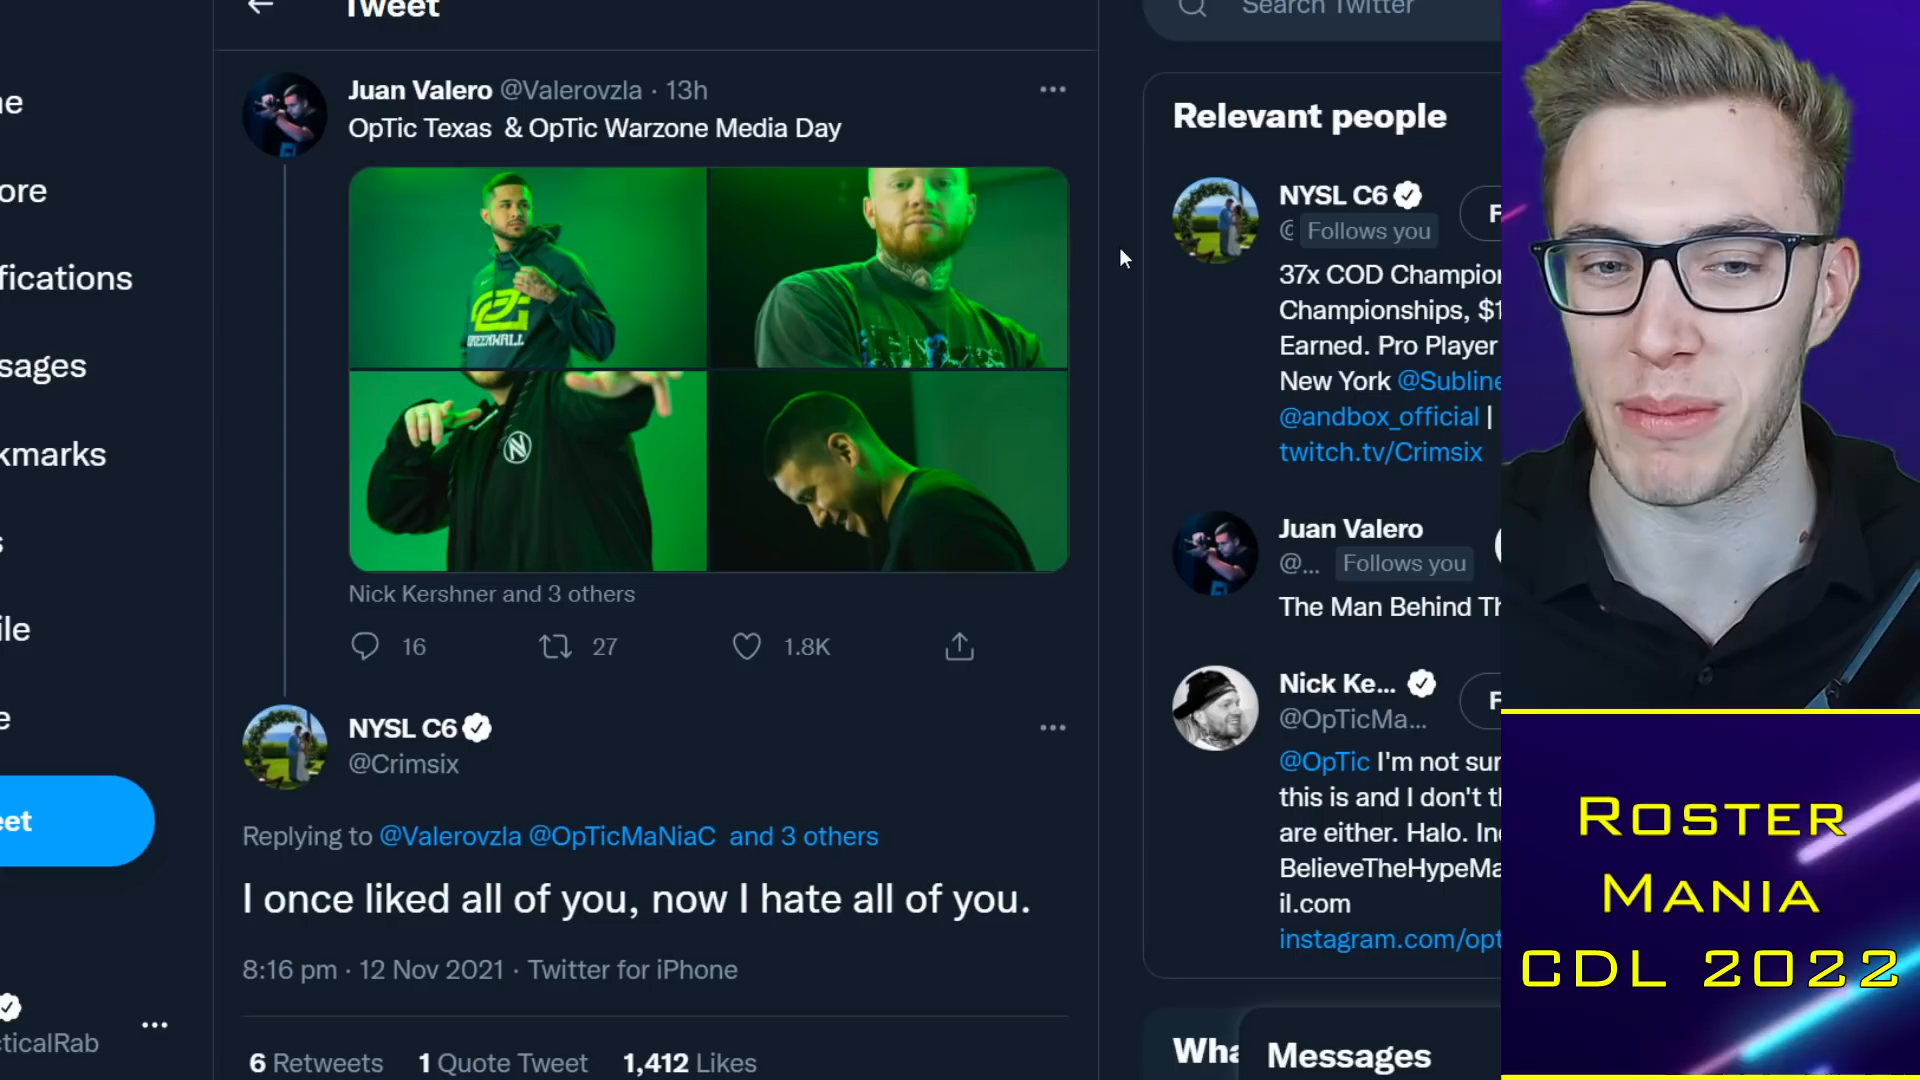 Tweet
Search Twitter
Juan Valero @Valerovzla · 13h
OpTic Texas & OpTic Warzone Media Day
GREENWALL
Nick Kershner and 3 others
16 27 1.8K
NYSL C6
@Crimsix
Replying to @Valerovzla @OpTicMaNiaC and 3 others
I once liked all of you, now I hate all of you.
8:16 pm · 12 Nov 2021 · Twitter for iPhone
6 Retweets 1 Quote Tweet 1,412 Likes
ne
ore
fications
sages
kmarks
s
ile
e
eet
cticalRab
Relevant people
NYSL C6
@ Follows you
37x COD Champion
Championships, $1
Earned. Pro Player
New York @Subline
@andbox_official |
twitch.tv/Crimsix
Juan Valero
@... Follows you
The Man Behind Th
Nick Ke...
@OpTicMa...
@OpTic I'm not sur
this is and I don't th
are either. Halo. Ind
BelieveTheHypeMa
il.com
instagram.com/opt
Wha
Messages
ROSTER
MANIA
CDL 2022